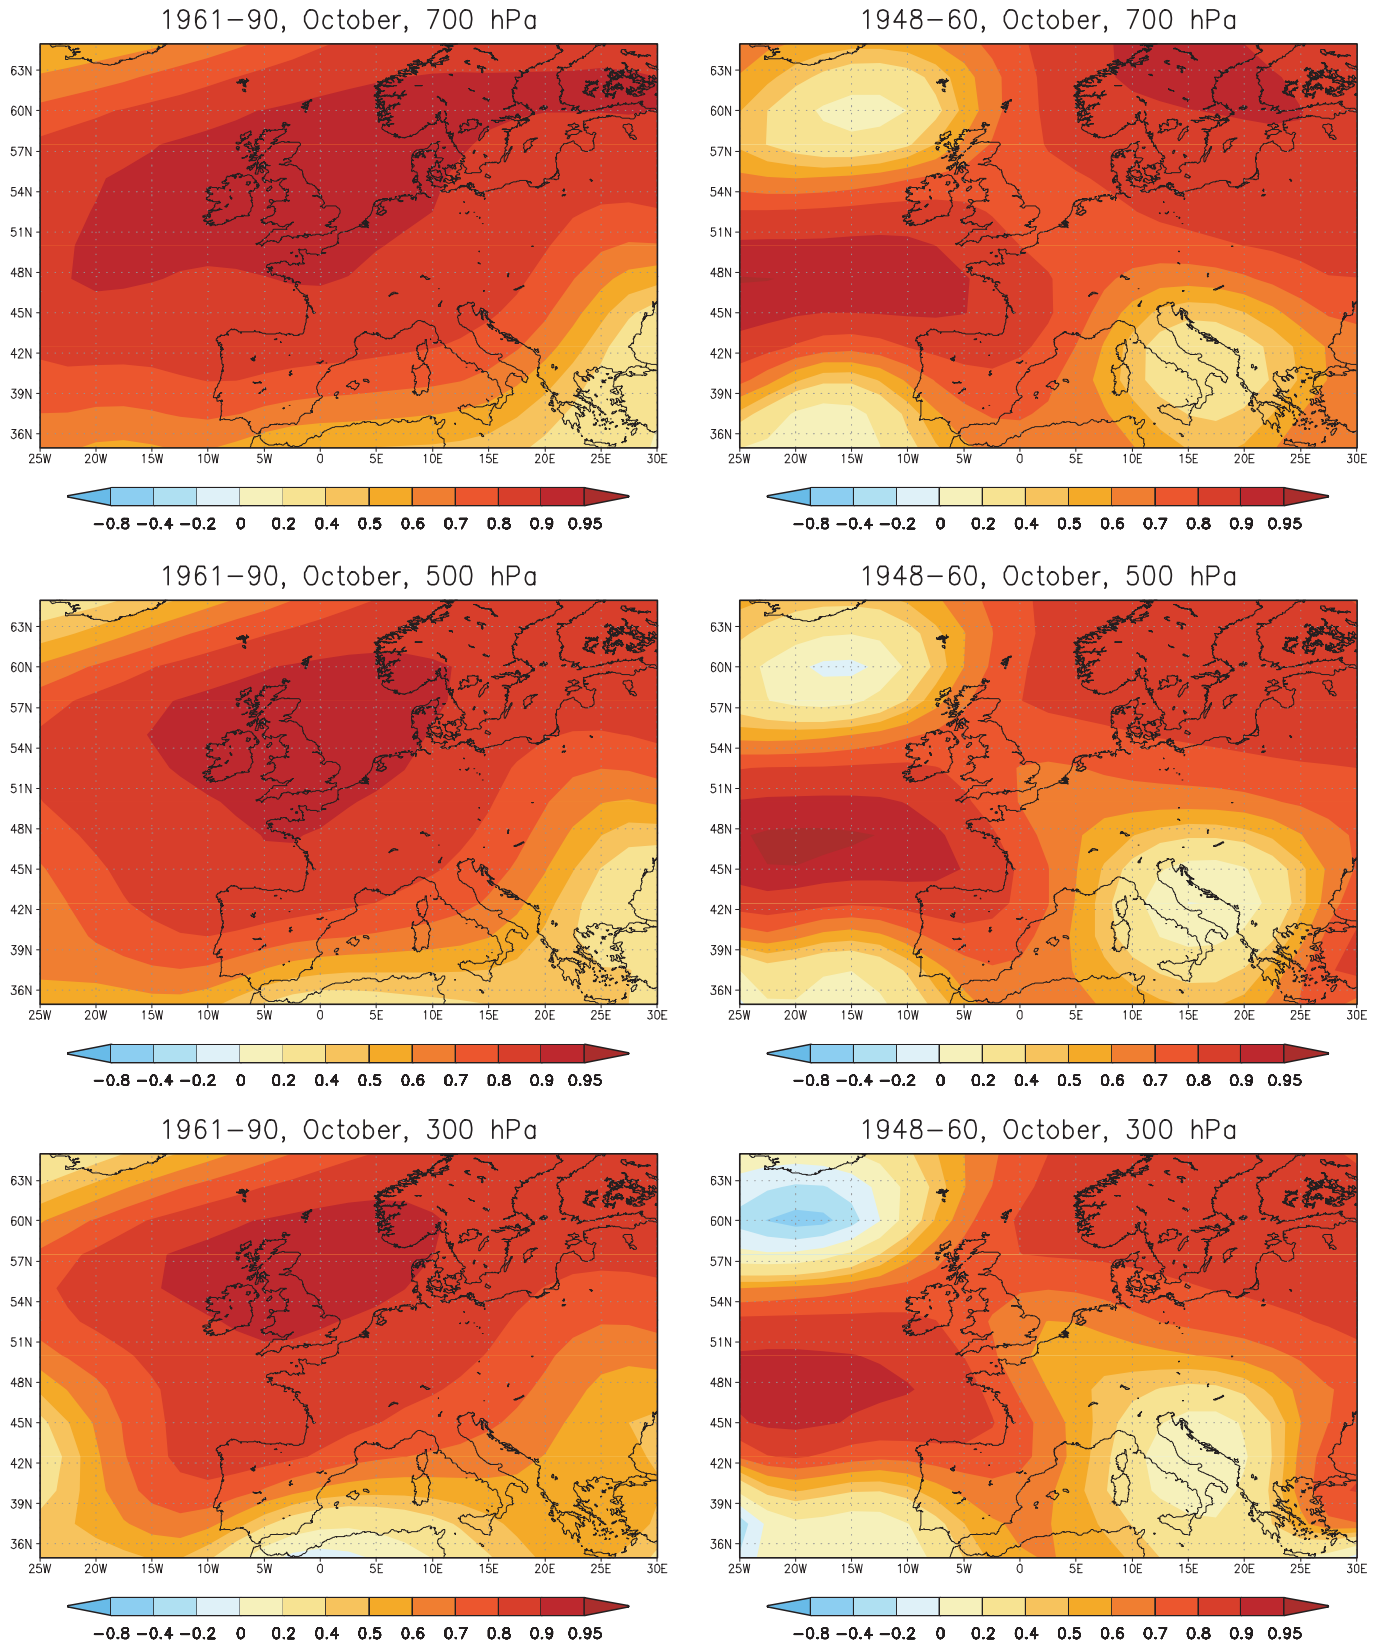 1961−90, October, 700 hPa
1948−60, October, 700 hPa
63N
60N
57N
54N
51N
48N
45N
42N
39N
36N
25W 20W 15W 10W 5W 0 5E 10E 15E 20E 25E 30E
63N
60N
57N
54N
51N
48N
45N
42N
39N
36N
25W 20W 15W 10W 5W 0 5E 10E 15E 20E 25E 30E
−0.8 −0.4 −0.2 0 0.2 0.4 0.5 0.6 0.7 0.8 0.9 0.95
−0.8 −0.4 −0.2 0 0.2 0.4 0.5 0.6 0.7 0.8 0.9 0.95
1961−90, October, 500 hPa
1948−60, October, 500 hPa
63N
60N
57N
54N
51N
48N
45N
42N
39N
36N
25W 20W 15W 10W 5W 0 5E 10E 15E 20E 25E 30E
63N
60N
57N
54N
51N
48N
45N
42N
39N
36N
25W 20W 15W 10W 5W 0 5E 10E 15E 20E 25E 30E
−0.8 −0.4 −0.2 0 0.2 0.4 0.5 0.6 0.7 0.8 0.9 0.95
−0.8 −0.4 −0.2 0 0.2 0.4 0.5 0.6 0.7 0.8 0.9 0.95
1961−90, October, 300 hPa
1948−60, October, 300 hPa
63N
60N
57N
54N
51N
48N
45N
42N
39N
36N
25W 20W 15W 10W 5W 0 5E 10E 15E 20E 25E 30E
63N
60N
57N
54N
51N
48N
45N
42N
39N
36N
25W 20W 15W 10W 5W 0 5E 10E 15E 20E 25E 30E
−0.8 −0.4 −0.2 0 0.2 0.4 0.5 0.6 0.7 0.8 0.9 0.95
−0.8 −0.4 −0.2 0 0.2 0.4 0.5 0.6 0.7 0.8 0.9 0.95